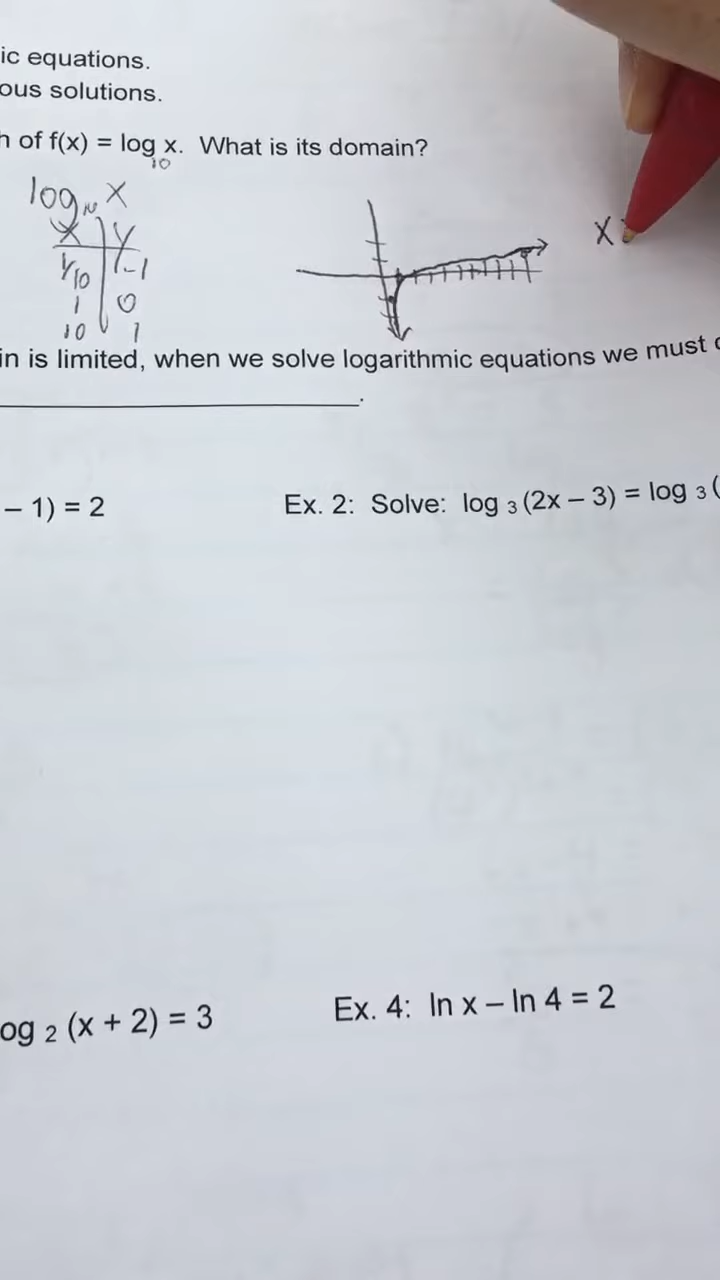 ic equations.
ous solutions.
h of f(x) = log x. What is its domain?
10
log₁₀ X
X Y
1/10 -1
1 0
10 1
X
in is limited, when we solve logarithmic equations we must
.
– 1) = 2
Ex. 2: Solve: log ₃ (2x – 3) = log ₃ (
og ₂ (x + 2) = 3
Ex. 4: ln x – ln 4 = 2